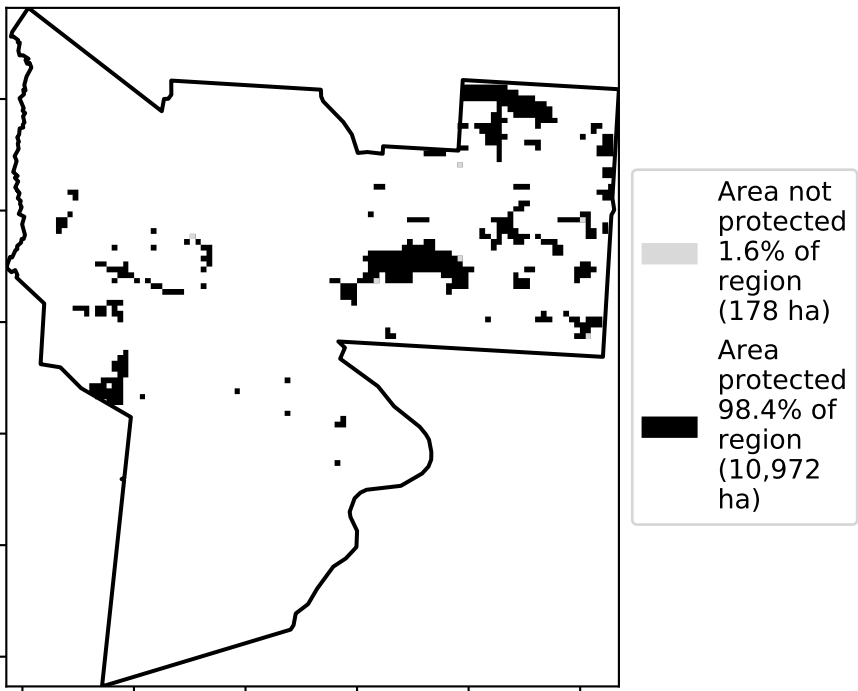 Area not
protected
1.6% of
region
(178 ha)
Area
protected
98.4% of
region
(10,972
ha)